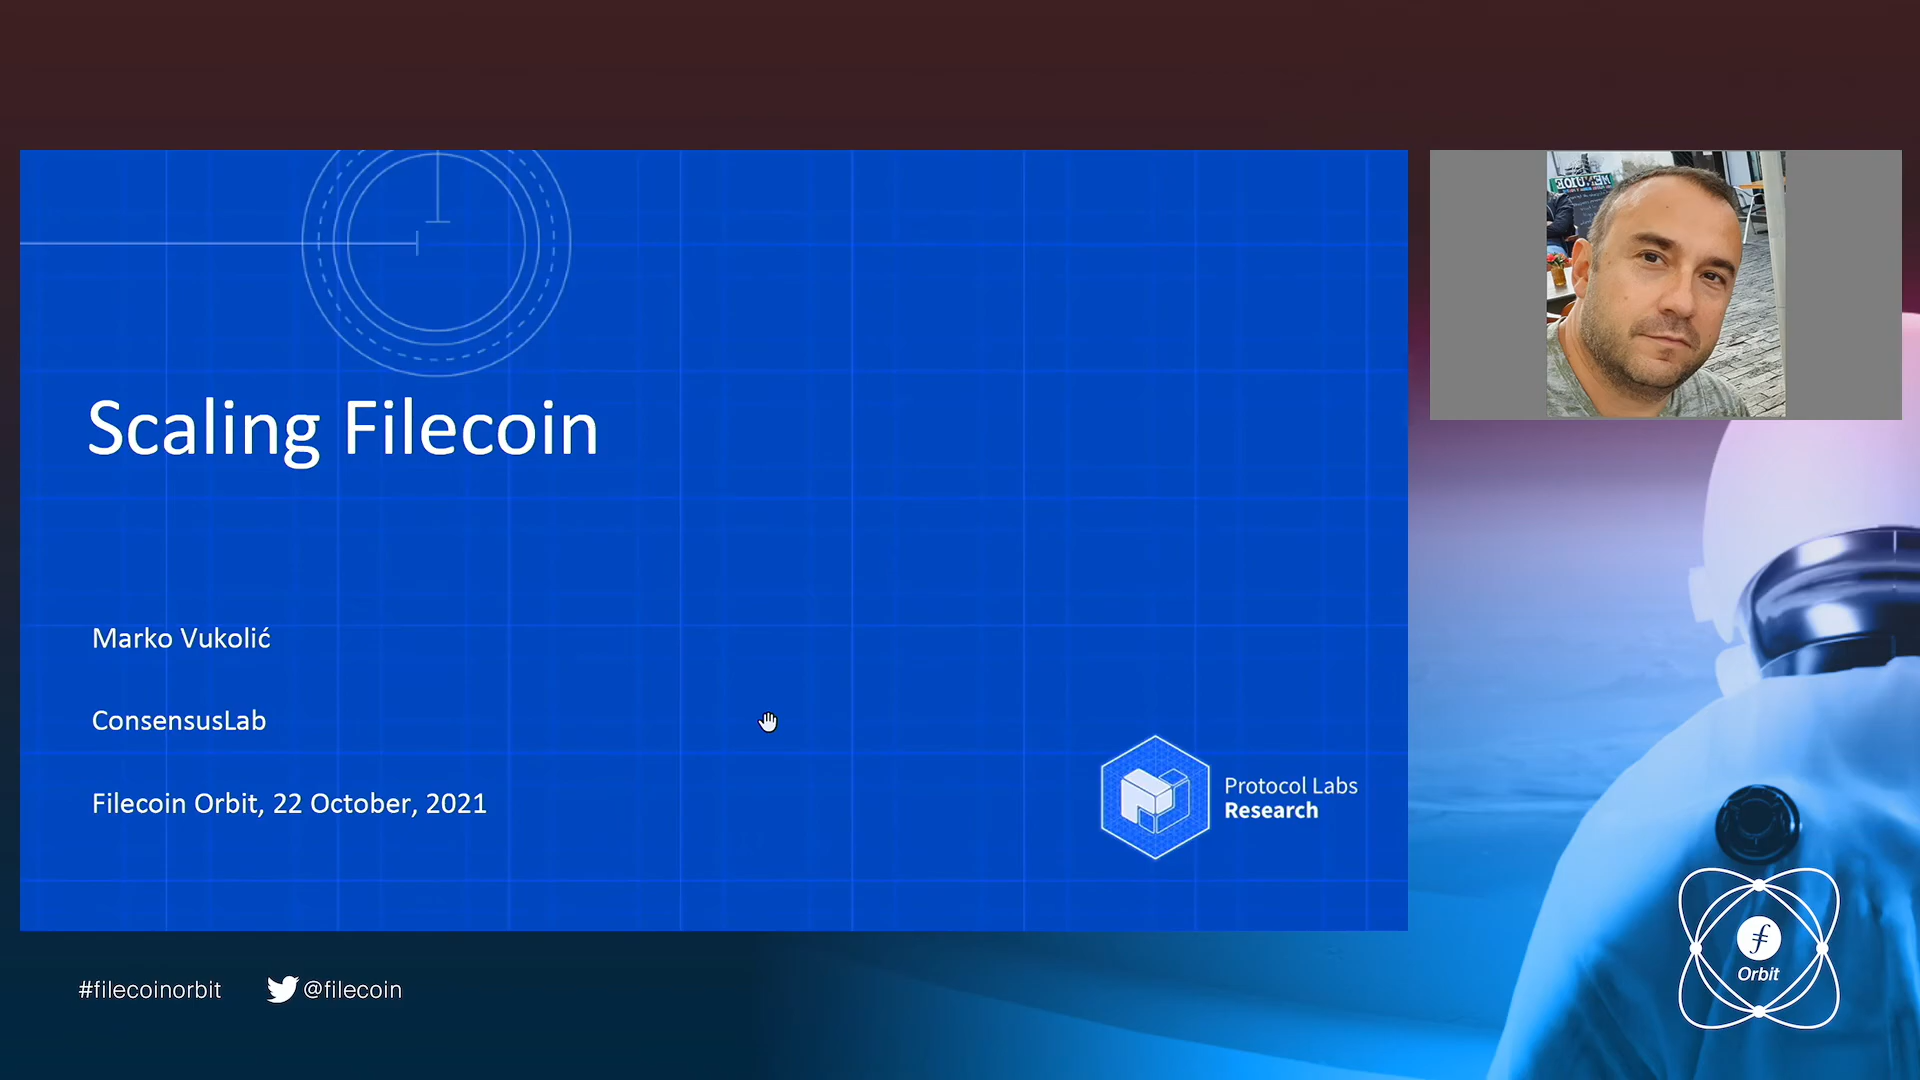 Scaling Filecoin
Marko Vukolić
ConsensusLab
Filecoin Orbit, 22 October, 2021
Protocol Labs
Research
#filecoinorbit
@filecoin
Orbit